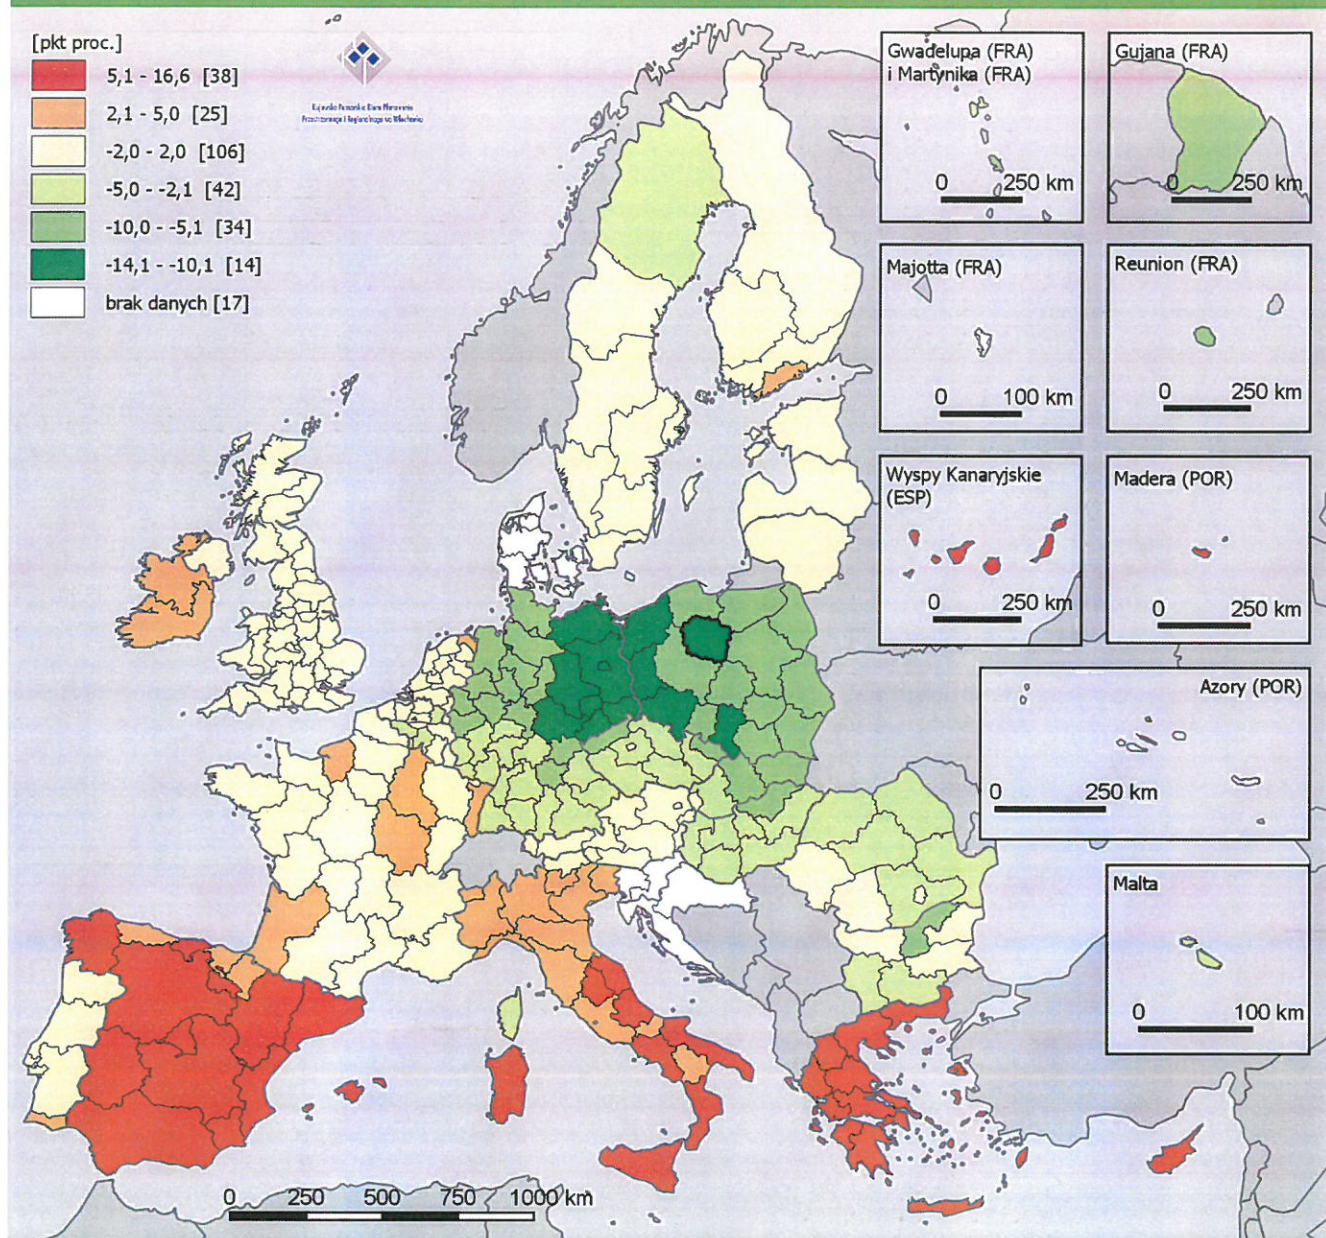 [pkt proc.]
5,1 - 16,6 [38]
2,1 - 5,0 [25]
-2,0 - 2,0 [106]
-5,0 - -2,1 [42]
-10,0 - -5,1 [34]
-14,1 - -10,1 [14]
brak danych [17]
Gwadelupa (FRA)
i Martynika (FRA)
0 250 km
Gujana (FRA)
0 250 km
Majotta (FRA)
0 100 km
Reunion (FRA)
0 250 km
Wyspy Kanaryjskie
(ESP)
0 250 km
Madera (POR)
0 250 km
Azory (POR)
0 250 km
Malta
0 100 km
0 250 500 750 1000 km